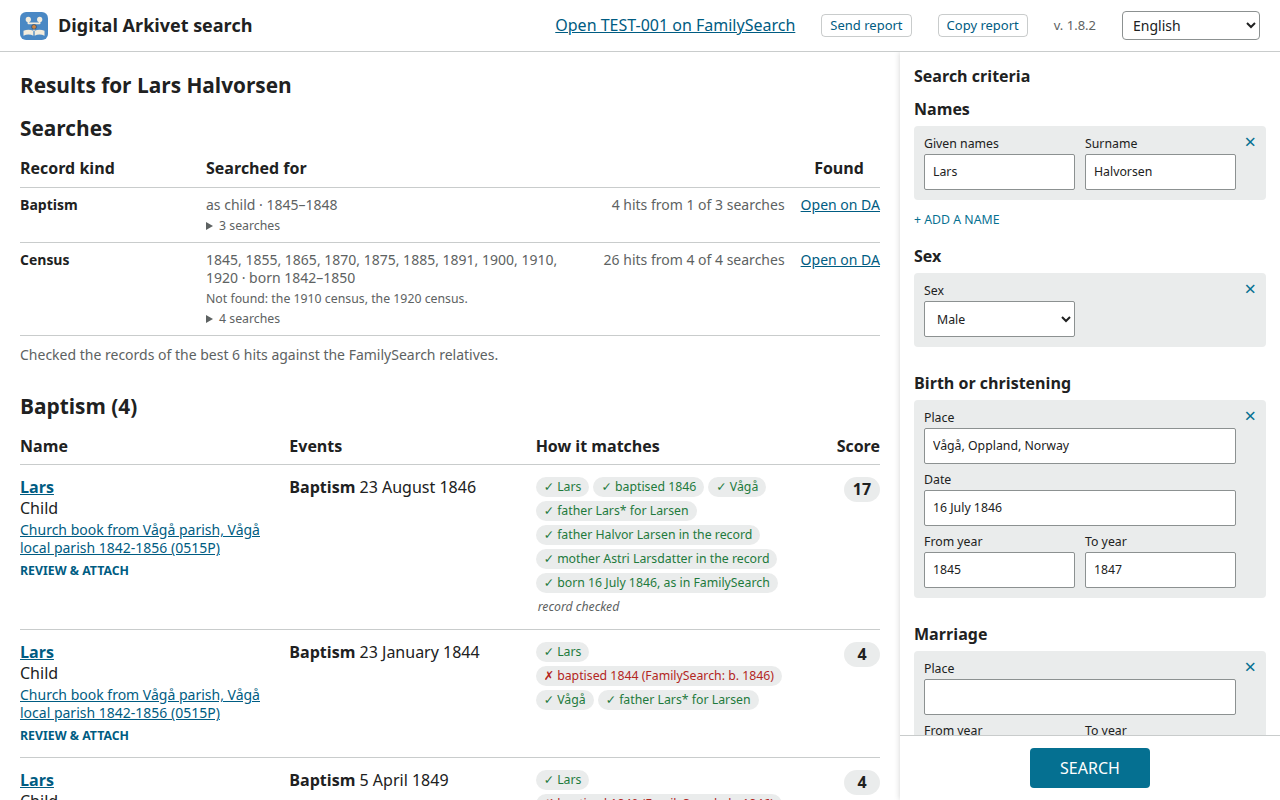 Digital Arkivet search
Open TEST-001 on FamilySearch
Send report
Copy report
v. 1.8.2
English
Results for Lars Halvorsen
Searches
Record kind Searched for Found
Baptism as child · 1845–1848 4 hits from 1 of 3 searches Open on DA
▶ 3 searches
Census 1845, 1855, 1865, 1870, 1875, 1885, 1891, 1900, 1910, 26 hits from 4 of 4 searches Open on DA
1920 · born 1842–1850
Not found: the 1910 census, the 1920 census.
▶ 4 searches
Checked the records of the best 6 hits against the FamilySearch relatives.
Baptism (4)
Name Events How it matches Score
Lars Baptism 23 August 1846 ✓ Lars ✓ baptised 1846 ✓ Vågå 17
Child
✓ father Lars* for Larsen
Church book from Vågå parish, Vågå
✓ father Halvor Larsen in the record
local parish 1842-1856 (0515P)
✓ mother Astri Larsdatter in the record
REVIEW & ATTACH
✓ born 16 July 1846, as in FamilySearch
record checked
Lars Baptism 23 January 1844 ✓ Lars 4
Child
✗ baptised 1844 (FamilySearch: b. 1846)
Church book from Vågå parish, Vågå
✓ Vågå ✓ father Lars* for Larsen
local parish 1842-1856 (0515P)
REVIEW & ATTACH
Lars Baptism 5 April 1849 ✓ Lars 4
Search criteria
Names
Given names Surname ✕
Lars Halvorsen
+ ADD A NAME
Sex
Sex ✕
Male
Birth or christening
Place ✕
Vågå, Oppland, Norway
Date
16 July 1846
From year To year
1845 1847
Marriage
Place ✕
From year To year
SEARCH